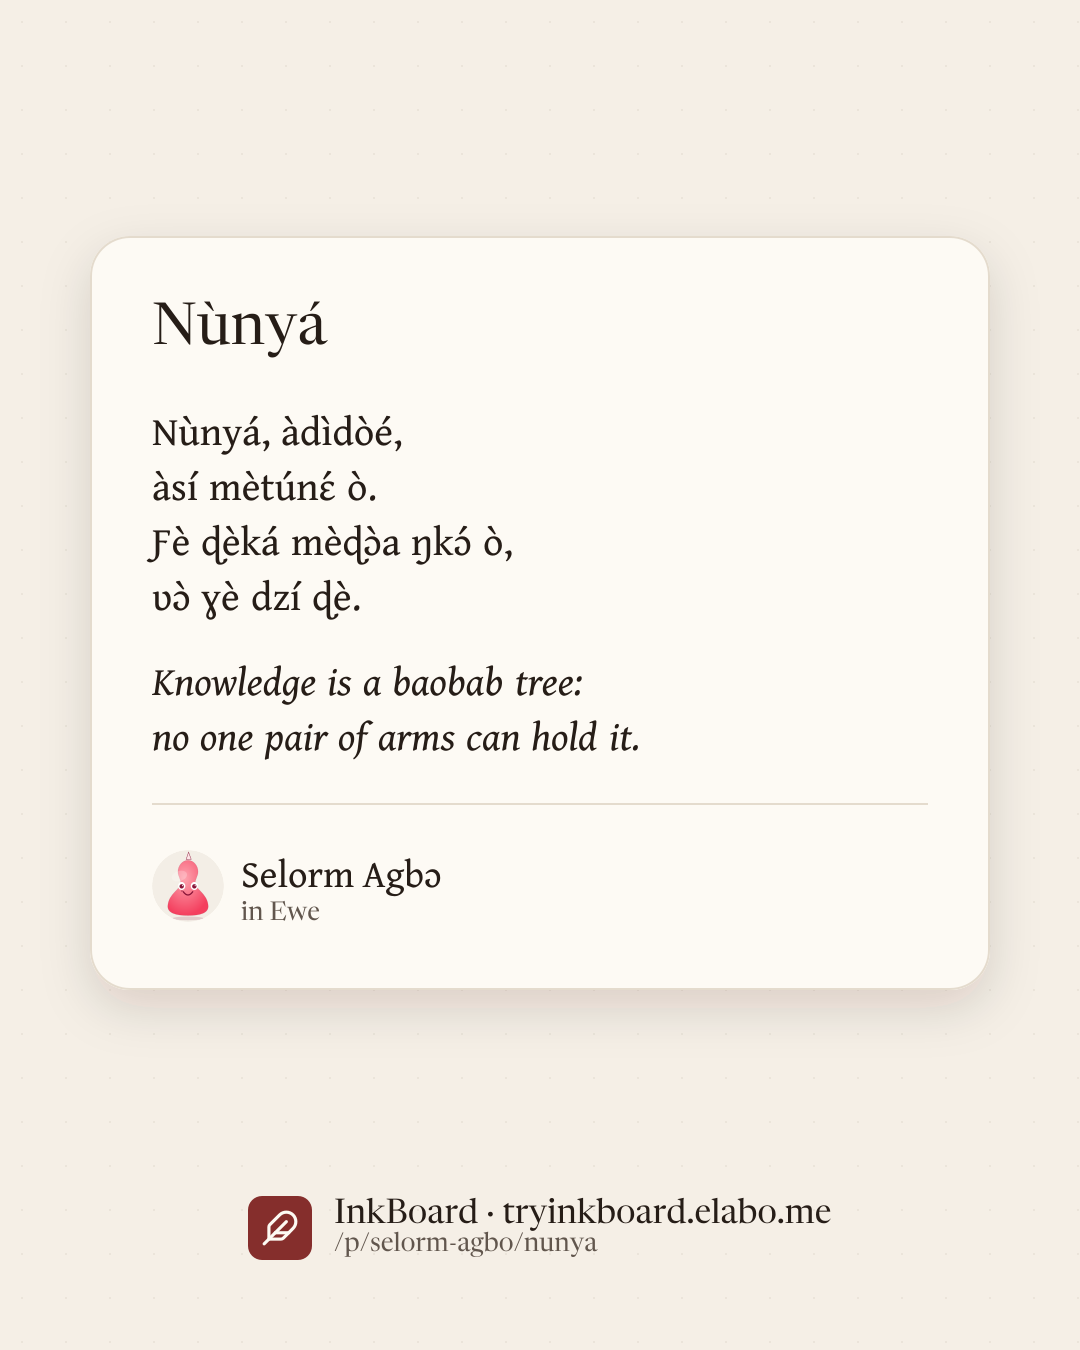 Nùnyá
Nùnyá, àdìdòé,
àsí mètúnɛ́ ò.
Ƒè ɖèká mèɖɔ̀a ŋkɔ́ ò,
ʋɔ̀ ɣè dzí ɖè.
Knowledge is a baobab tree:
no one pair of arms can hold it.
Selorm Agbɔ
in Ewe
InkBoard · tryinkboard.elabo.me
/p/selorm-agbo/nunya